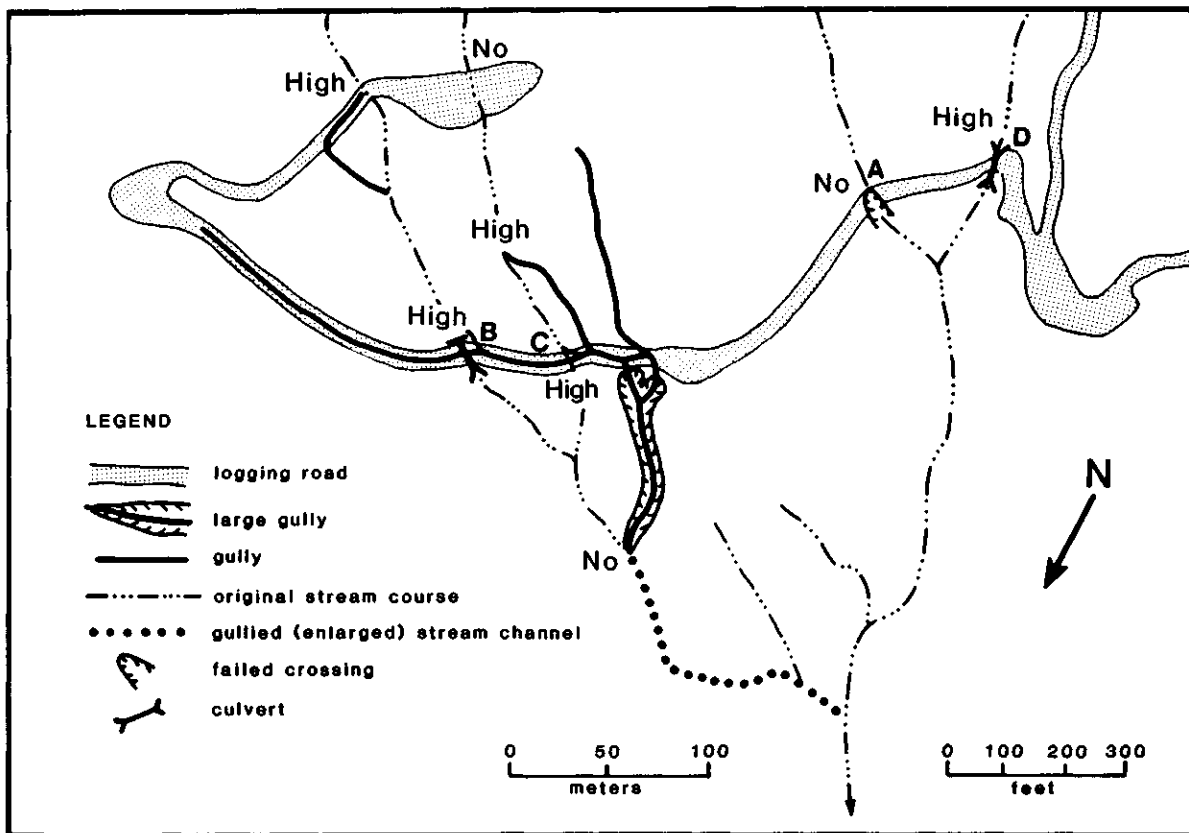 No
High
High
D
A
No
High
High
B
C
High
No
N
LEGEND
logging road
large gully
gully
original stream course
gullied (enlarged) stream channel
failed crossing
culvert
0 50 100
meters
0 100 200 300
feet